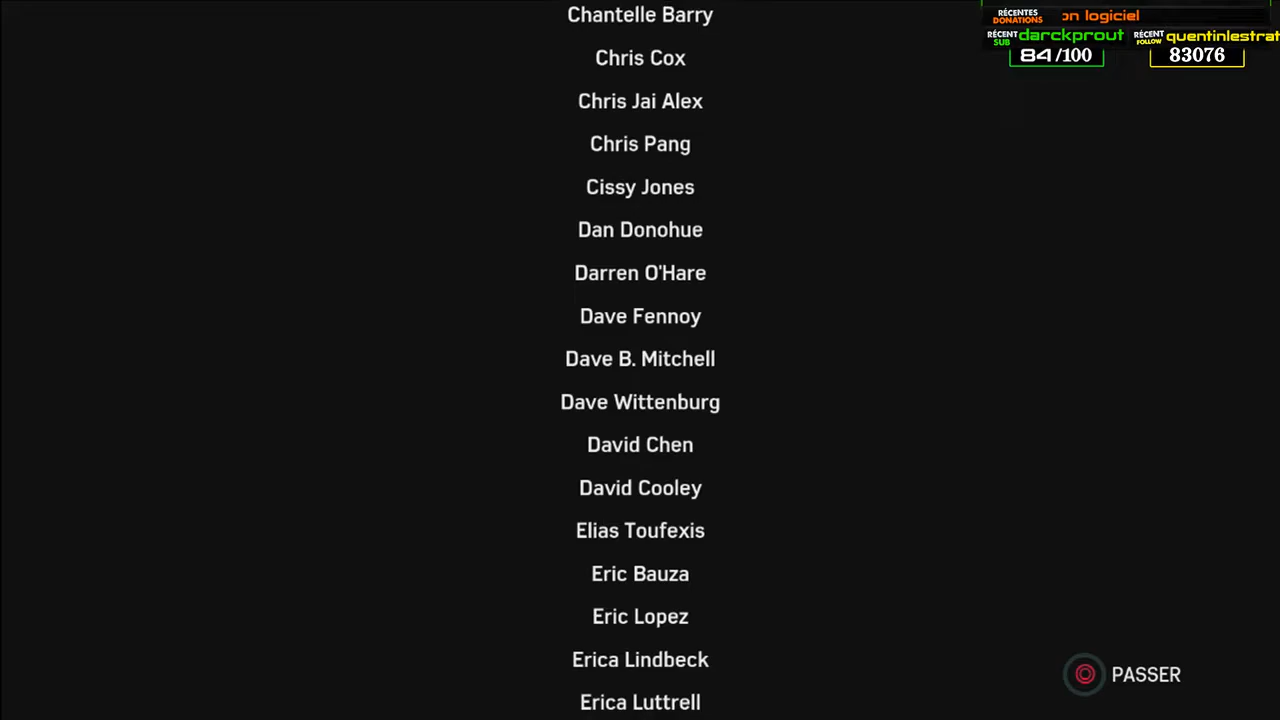 Chantelle Barry
Chris Cox
Chris Jai Alex
Chris Pang
Cissy Jones
Dan Donohue
Darren O'Hare
Dave Fennoy
Dave B. Mitchell
Dave Wittenburg
David Chen
David Cooley
Elias Toufexis
Eric Bauza
Eric Lopez
Erica Lindbeck
Erica Luttrell
RÉCENTES DONATIONS
on logiciel
RÉCENT SUB darckprout
RÉCENT FOLLOW quentinlestrat
84/100
83076
PASSER